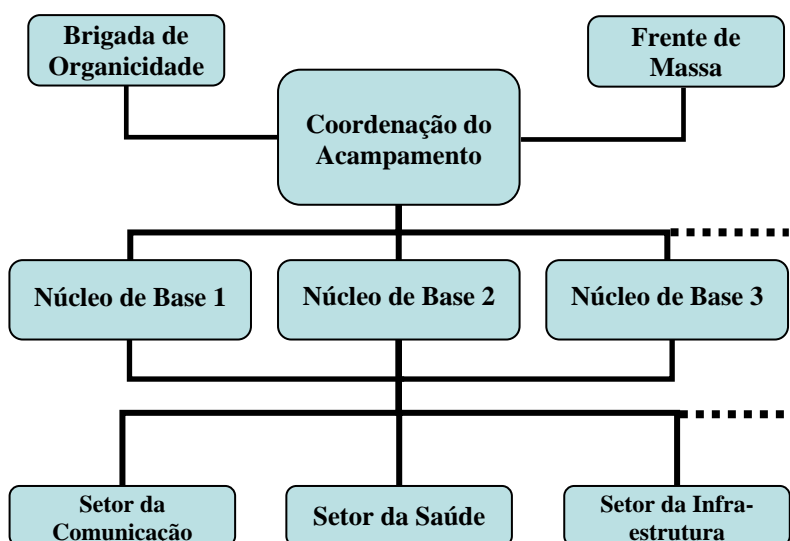 Brigada de
Organicidade
Frente de
Massa
Coordenação do
Acampamento
Núcleo de Base 1
Núcleo de Base 2
Núcleo de Base 3
Setor da
Comunicação
Setor da Saúde
Setor da Infra-
estrutura